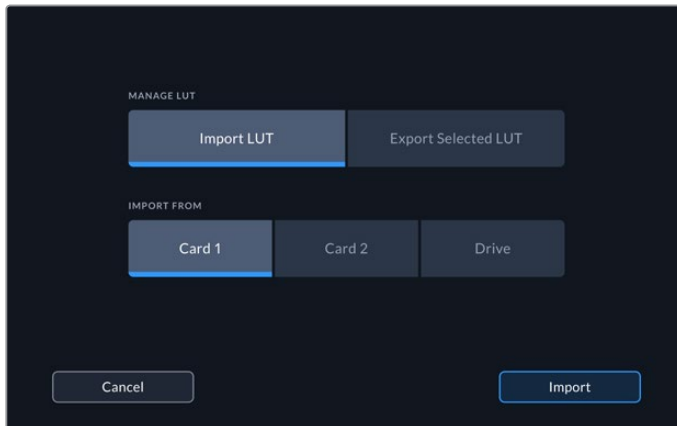 MANAGE LUT
Import LUT Export Selected LUT
IMPORT FROM
Card 1 Card 2 Drive
Cancel Import